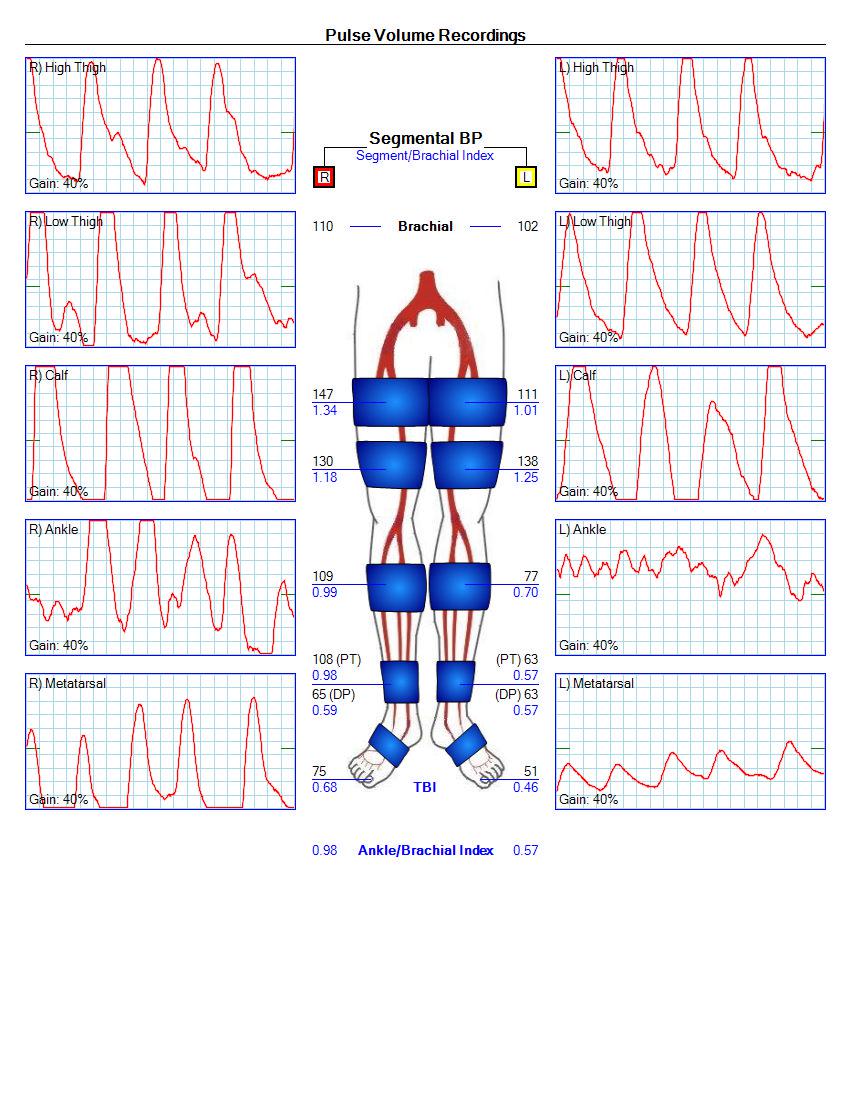 Pulse Volume Recordings
R) High Thigh
Gain: 40%
L) High Thigh
Gain: 40%
Segmental BP
Segment/Brachial Index
R
L
110 Brachial 102
R) Low Thigh
Gain: 40%
L) Low Thigh
Gain: 40%
R) Calf
Gain: 40%
L) Calf
Gain: 40%
147 111
1.34 1.01
130 138
1.18 1.25
R) Ankle
Gain: 40%
L) Ankle
Gain: 40%
109 77
0.99 0.70
108 (PT) (PT) 63
0.98 0.57
65 (DP) (DP) 63
0.59 0.57
R) Metatarsal
Gain: 40%
L) Metatarsal
Gain: 40%
75 51
0.68 TBI 0.46
0.98 Ankle/Brachial Index 0.57